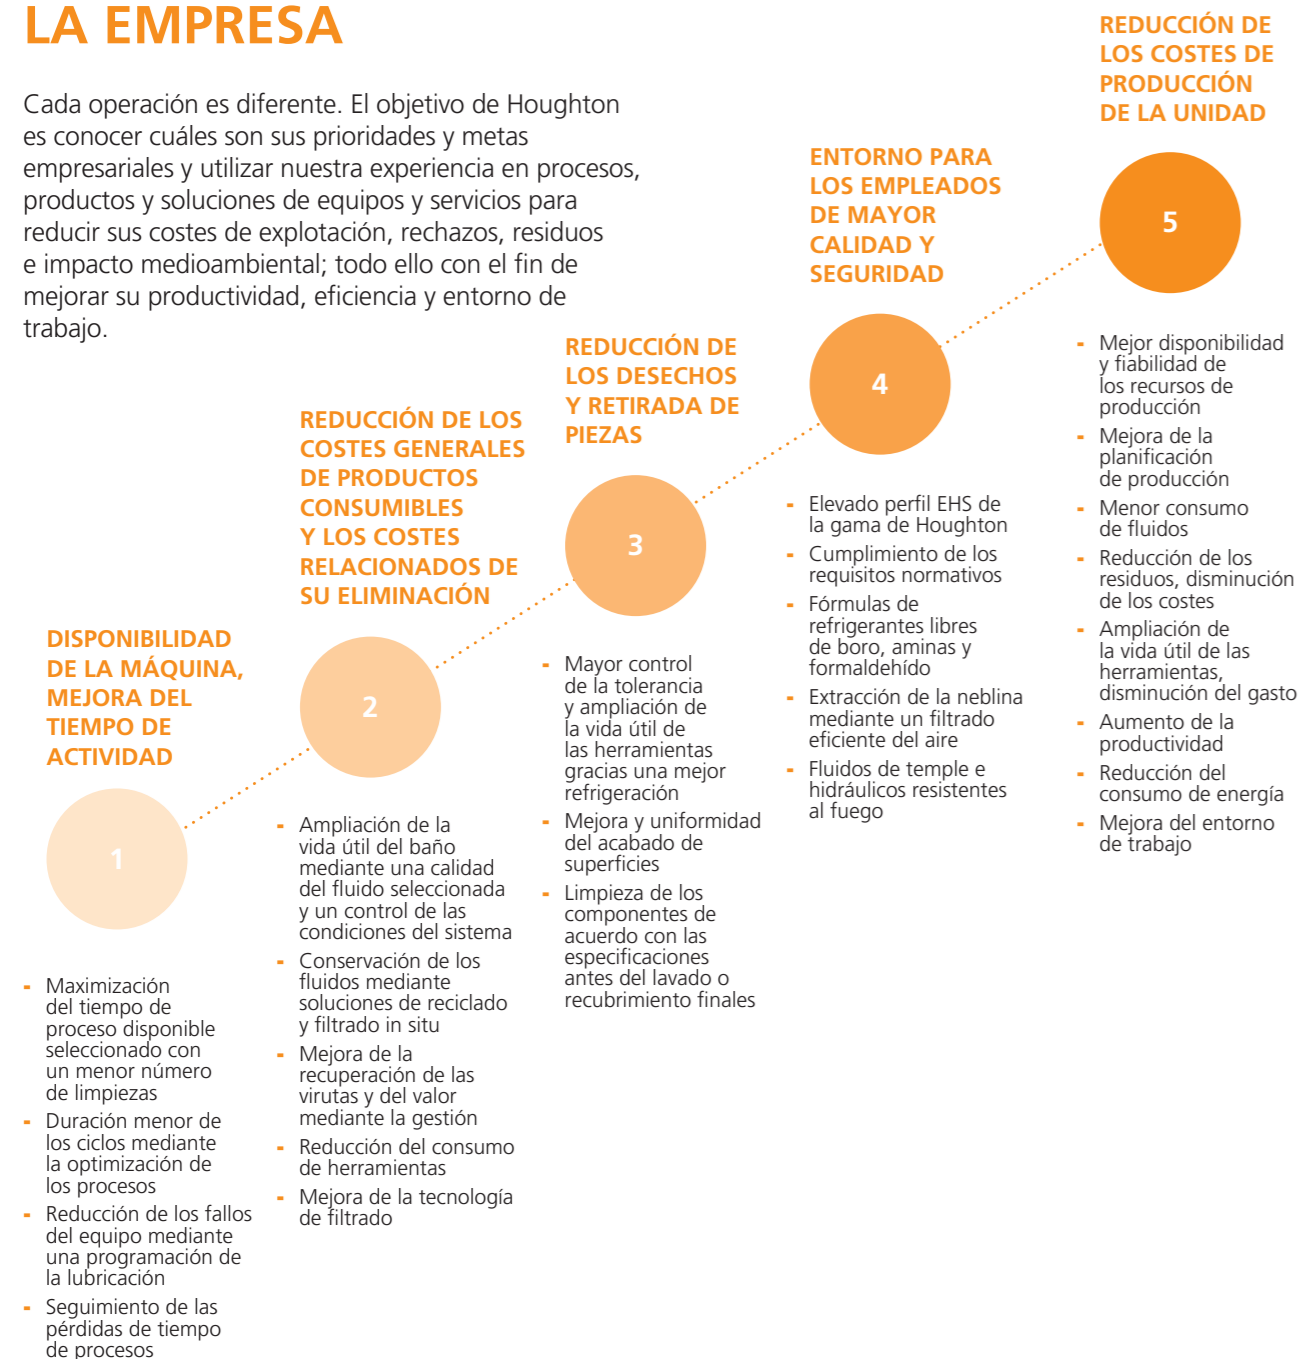 LA EMPRESA
Cada operación es diferente. El objetivo de Houghton
es conocer cuáles son sus prioridades y metas
empresariales y utilizar nuestra experiencia en procesos,
productos y soluciones de equipos y servicios para
reducir sus costes de explotación, rechazos, residuos
e impacto medioambiental; todo ello con el fin de
mejorar su productividad, eficiencia y entorno de
trabajo.
DISPONIBILIDAD
DE LA MÁQUINA,
MEJORA DEL
TIEMPO DE
ACTIVIDAD
1
- Maximización
del tiempo de
proceso disponible
seleccionado con
un menor número
de limpiezas
- Duración menor de
los ciclos mediante
la optimización de
los procesos
- Reducción de los fallos
del equipo mediante
una programación de
la lubricación
- Seguimiento de las
pérdidas de tiempo
de procesos
REDUCCIÓN DE LOS
COSTES GENERALES
DE PRODUCTOS
CONSUMIBLES
Y LOS COSTES
RELACIONADOS DE
SU ELIMINACIÓN
2
- Ampliación de la
vida útil del baño
mediante una calidad
del fluido seleccionada
y un control de las
condiciones del sistema
- Conservación de los
fluidos mediante
soluciones de reciclado
y filtrado in situ
- Mejora de la
recuperación de las
virutas y del valor
mediante la gestión
- Reducción del consumo
de herramientas
- Mejora de la tecnología
de filtrado
REDUCCIÓN DE
LOS DESECHOS
Y RETIRADA DE
PIEZAS
3
- Mayor control
de la tolerancia
y ampliación de
la vida útil de
las herramientas
gracias una mejor
refrigeración
- Mejora y uniformidad
del acabado de
superficies
- Limpieza de los
componentes de
acuerdo con las
especificaciones
antes del lavado o
recubrimiento finales
ENTORNO PARA
LOS EMPLEADOS
DE MAYOR
CALIDAD Y
SEGURIDAD
4
- Elevado perfil EHS de
la gama de Houghton
- Cumplimiento de los
requisitos normativos
- Fórmulas de
refrigerantes libres
de boro, aminas y
formaldehído
- Extracción de la neblina
mediante un filtrado
eficiente del aire
- Fluidos de temple e
hidráulicos resistentes
al fuego
REDUCCIÓN DE
LOS COSTES DE
PRODUCCIÓN
DE LA UNIDAD
5
- Mejor disponibilidad
y fiabilidad de
los recursos de
producción
- Mejora de la
planificación
de producción
- Menor consumo
de fluidos
- Reducción de los
residuos, disminución
de los costes
- Ampliación de
la vida útil de las
herramientas,
disminución del gasto
- Aumento de la
productividad
- Reducción del
consumo de energía
- Mejora del entorno
de trabajo